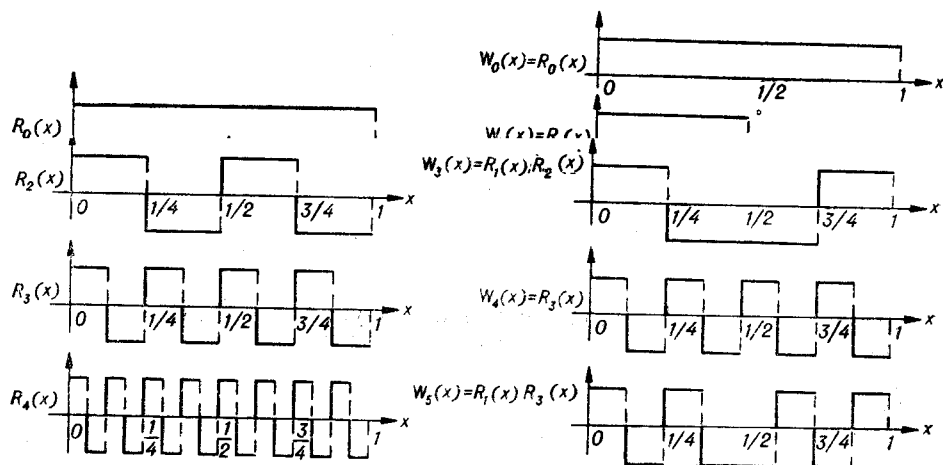 R₀(x)
R₂(x)
0 1/4 1/2 3/4 1 x
R₃(x)
0 1/4 1/2 3/4 1 x
R₄(x)
0 1/4 1/2 3/4 1 x
W₀(x)=R₀(x)
1/2 1 x
W₃(x)=R₁(x)·R₂(x)
0 1/4 1/2 3/4 1 x
W₄(x)=R₃(x)
0 1/4 1/2 3/4 1 x
W₅(x)=R₁(x) R₃(x)
0 1/4 1/2 3/4 1 x